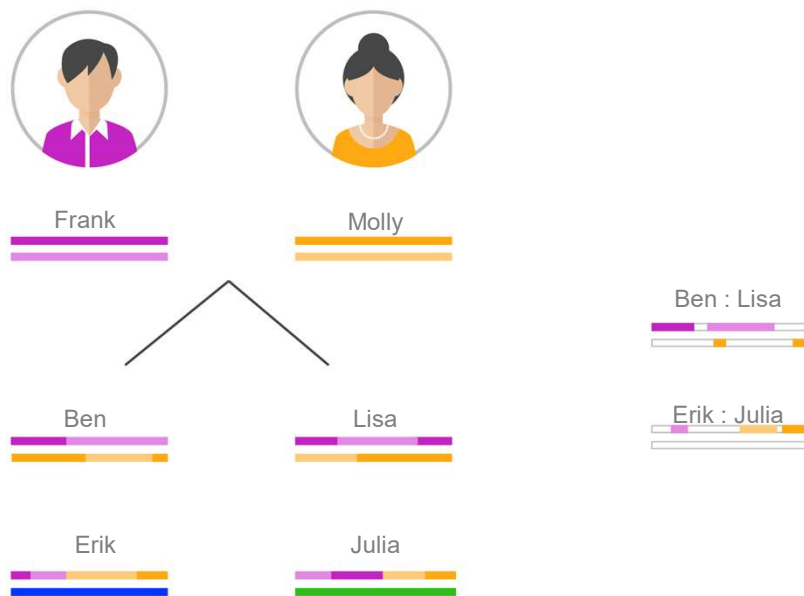 Frank
Molly
Ben : Lisa
Ben
Lisa
Erik : Julia
Erik
Julia